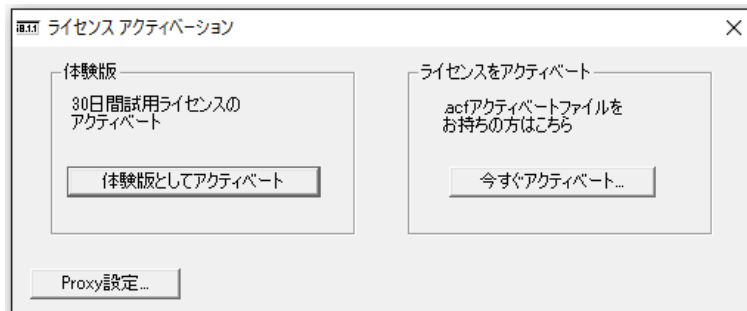 i8.1.1 ライセンス アクティベーション
体験版
30日間試用ライセンスの
アクティベート
体験版としてアクティベート
ライセンスをアクティベート
.acfアクティベートファイルを
お持ちの方はこちら
今すぐアクティベート...
Proxy設定...